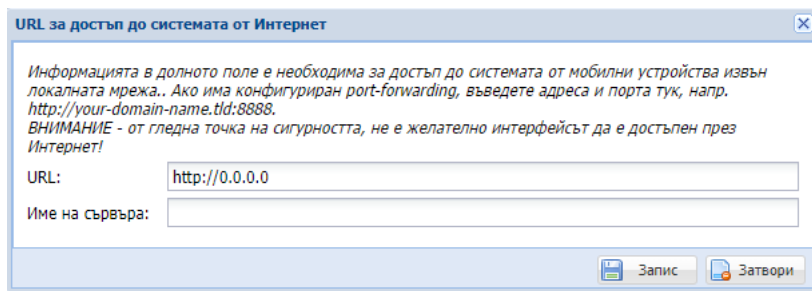 URL за достъп до системата от Интернет
Информацията в долното поле е необходима за достъп до системата от мобилни устройства извън
локалната мрежа.. Ако има конфигуриран port-forwarding, въведете адреса и порта тук, напр.
http://your-domain-name.tld:8888.
ВНИМАНИЕ - от гледна точка на сигурността, не е желателно интерфейсът да е достъпен през
Интернет!
URL: http://0.0.0.0
Име на сървъра:
Запис Затвори